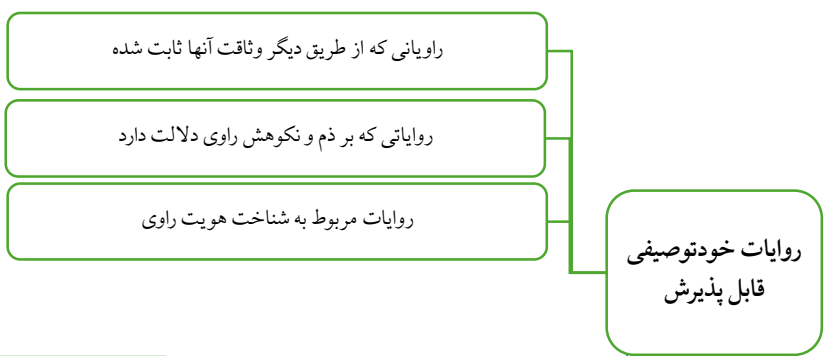 راویانی که از طریق دیگر وثاقت آنها ثابت شده
روایاتی که بر ذم و نکوهش راوی دلالت دارد
روایات مربوط به شناخت هویت راوی
روایات خودتوصیفی
قابل پذیرش